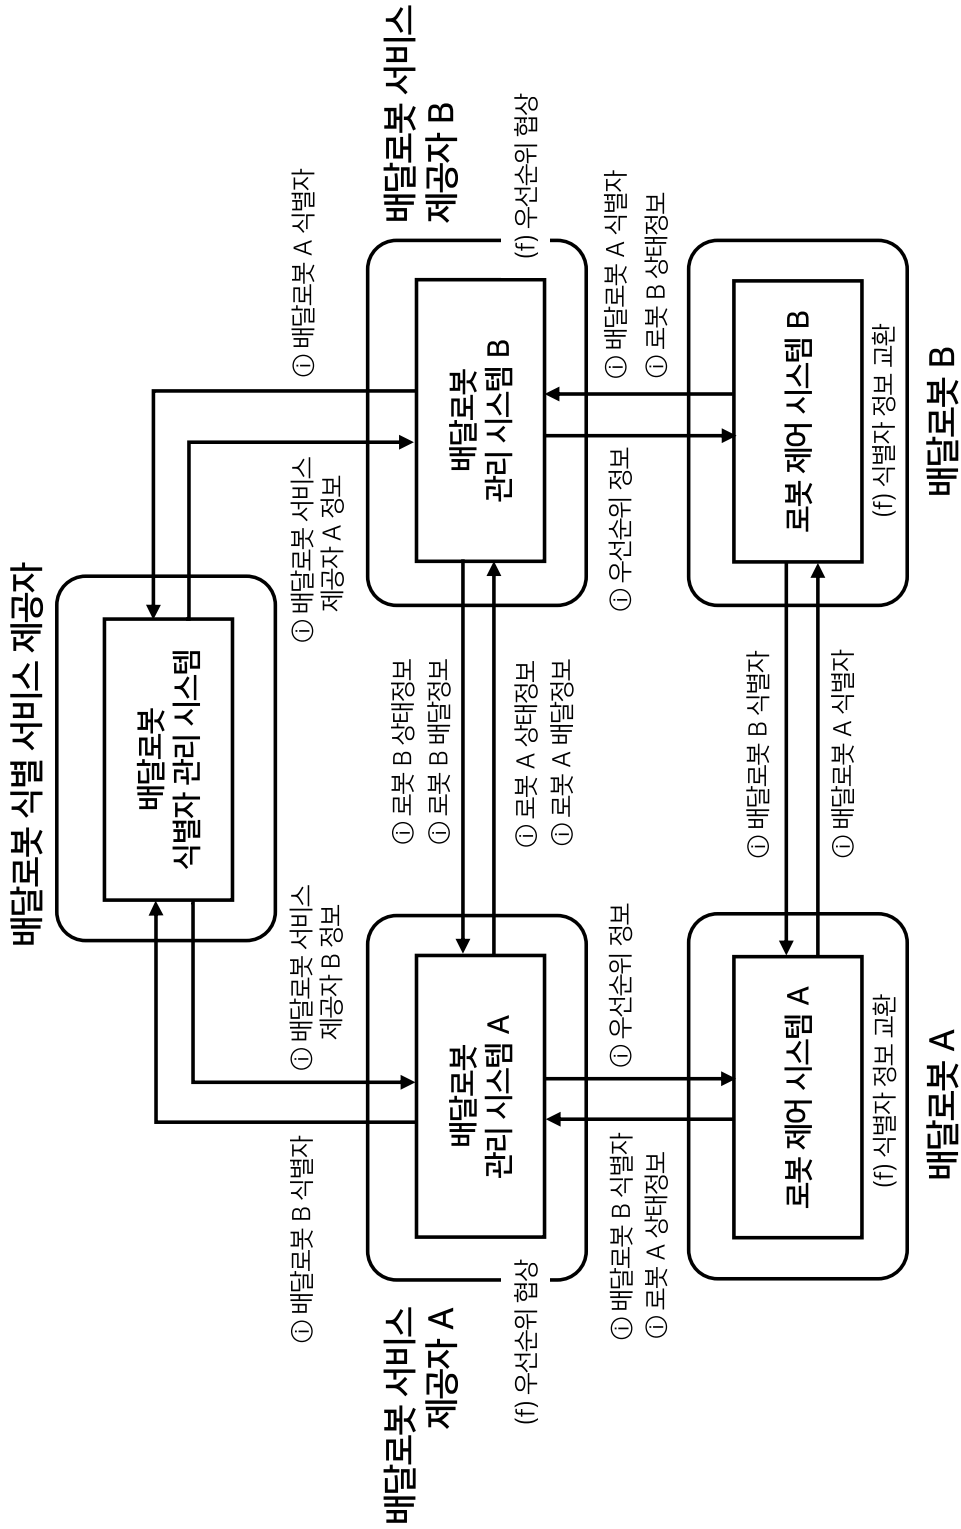 배달로봇 식별 서비스 제공자
배달로봇
식별자 관리 시스템
ⓘ 배달로봇 B 식별자
ⓘ 배달로봇 서비스
제공자 B 정보
ⓘ 배달로봇 서비스
제공자 A 정보
ⓘ 배달로봇 A 식별자
배달로봇 서비스
제공자 A
배달로봇
관리 시스템 A
(f) 우선순위 협상
ⓘ 로봇 B 상태정보
ⓘ 로봇 B 배달정보
ⓘ 로봇 A 상태정보
ⓘ 로봇 A 배달정보
배달로봇 서비스
제공자 B
배달로봇
관리 시스템 B
(f) 우선순위 협상
ⓘ 배달로봇 B 식별자
ⓘ 로봇 A 상태정보
ⓘ 우선순위 정보
ⓘ 우선순위 정보
ⓘ 배달로봇 A 식별자
ⓘ 로봇 B 상태정보
로봇 제어 시스템 A
(f) 식별자 정보 교환
배달로봇 A
ⓘ 배달로봇 B 식별자
ⓘ 배달로봇 A 식별자
로봇 제어 시스템 B
(f) 식별자 정보 교환
배달로봇 B